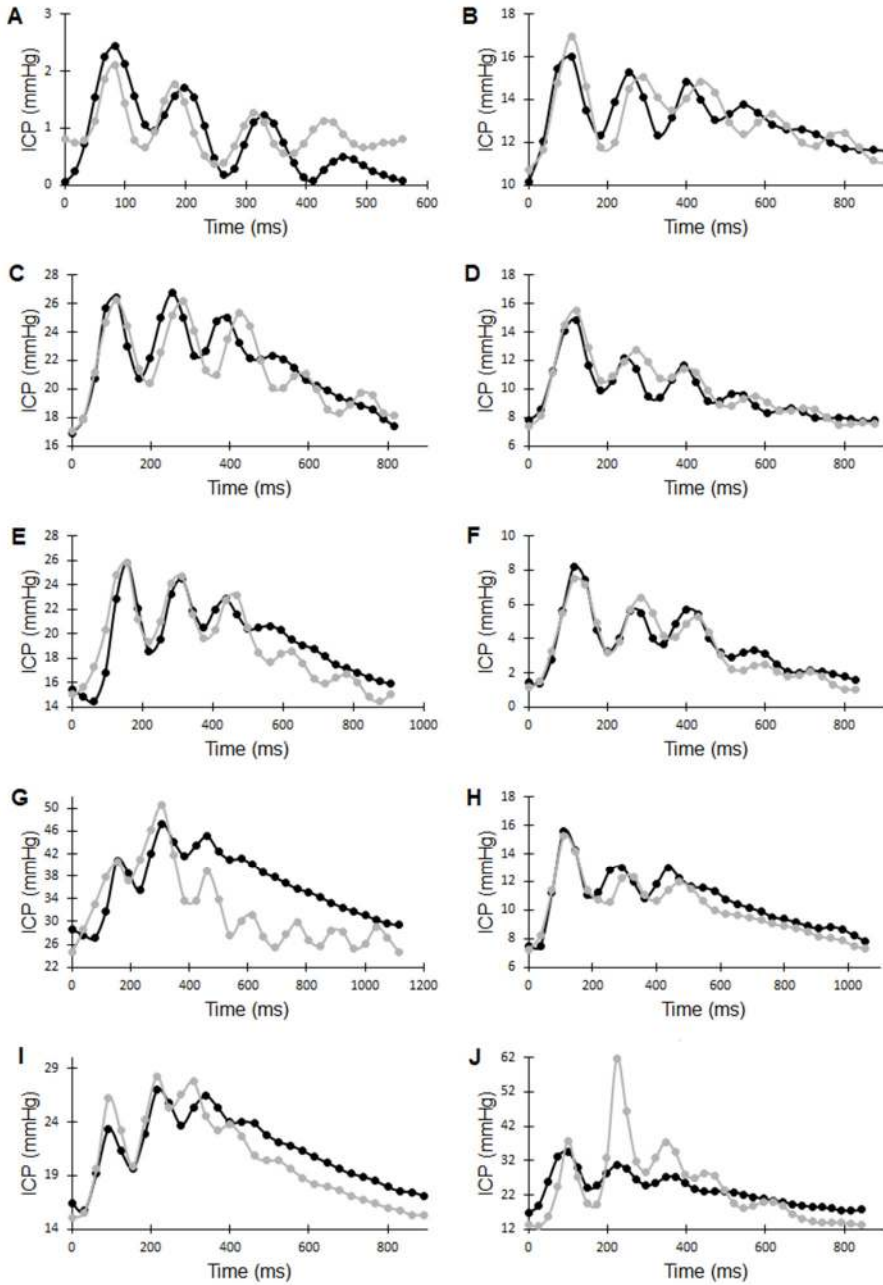 A
ICP (mmHg)
3
2
1
0
0 100 200 300 400 500 600
Time (ms)
B
ICP (mmHg)
18
16
14
12
10
0 200 400 600 800
Time (ms)
C
ICP (mmHg)
28
26
24
22
20
18
16
0 200 400 600 800
Time (ms)
D
ICP (mmHg)
18
16
14
12
10
8
6
0 200 400 600 800
Time (ms)
E
ICP (mmHg)
28
26
24
22
20
18
16
14
0 200 400 600 800 1000
Time (ms)
F
ICP (mmHg)
10
8
6
4
2
0
0 200 400 600 800
Time (ms)
G
ICP (mmHg)
50
46
42
38
34
30
26
22
0 200 400 600 800 1000 1200
Time (ms)
H
ICP (mmHg)
18
16
14
12
10
8
6
0 200 400 600 800 1000
Time (ms)
I
ICP (mmHg)
29
24
19
14
0 200 400 600 800
Time (ms)
J
ICP (mmHg)
62
52
42
32
22
12
0 200 400 600 800
Time (ms)